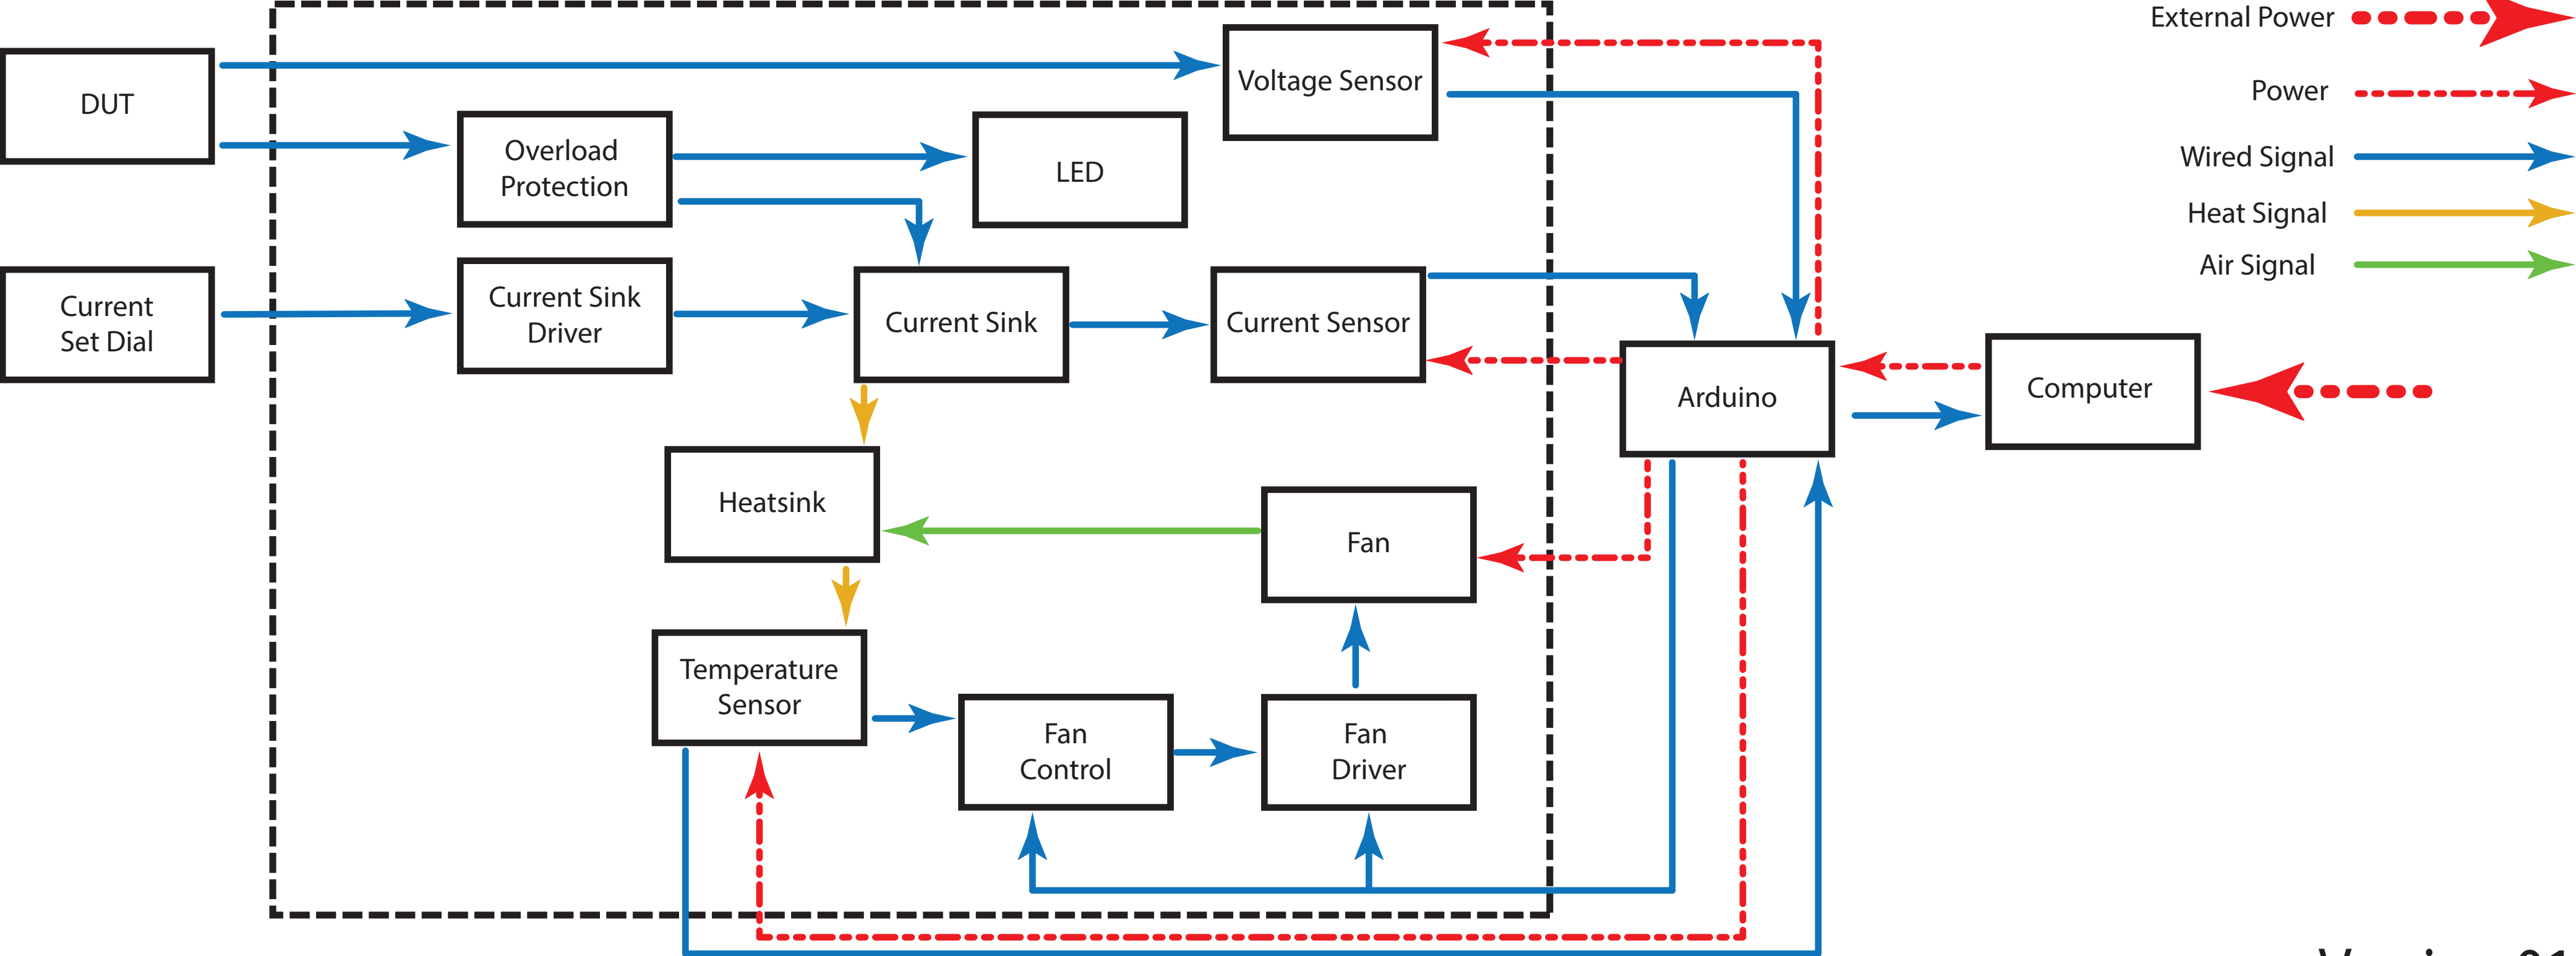 External Power
Power
Wired Signal
Heat Signal
Air Signal
DUT
Voltage Sensor
Overload
Protection
LED
Current
Set Dial
Current Sink
Driver
Current Sink
Current Sensor
Arduino
Computer
Heatsink
Fan
Temperature
Sensor
Fan
Control
Fan
Driver